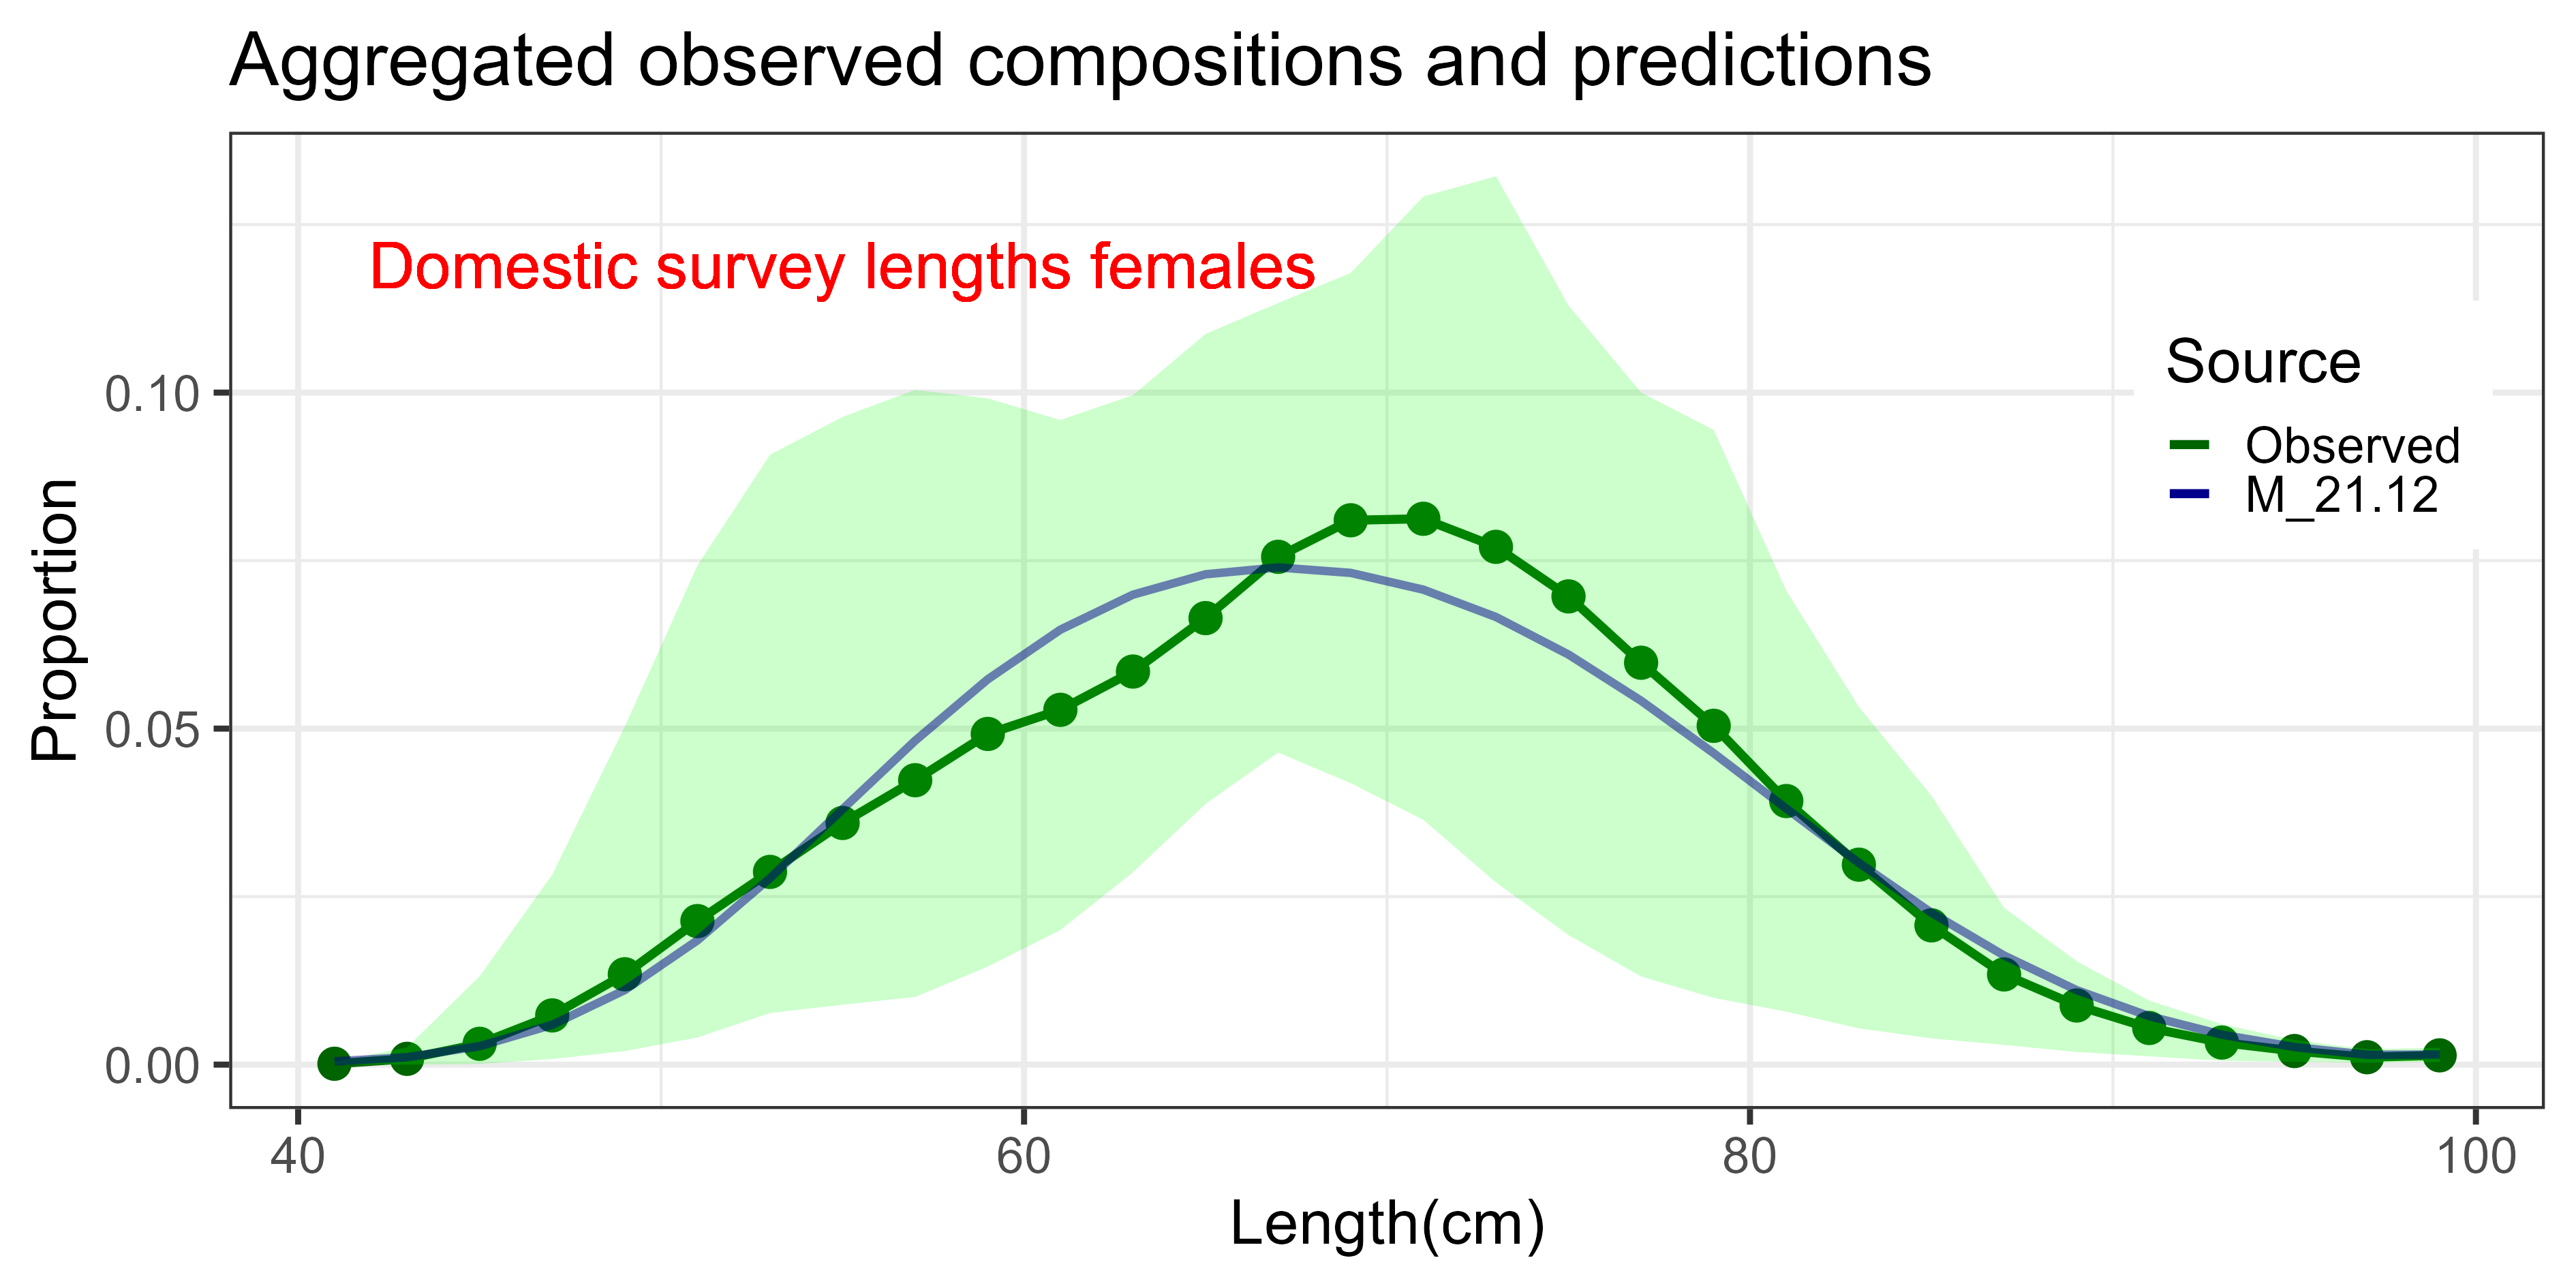 Aggregated observed compositions and predictions
Domestic survey lengths females
Source
Observed
M_21.12
Proportion
0.10
0.05
0.00
40 60 80 100
Length(cm)